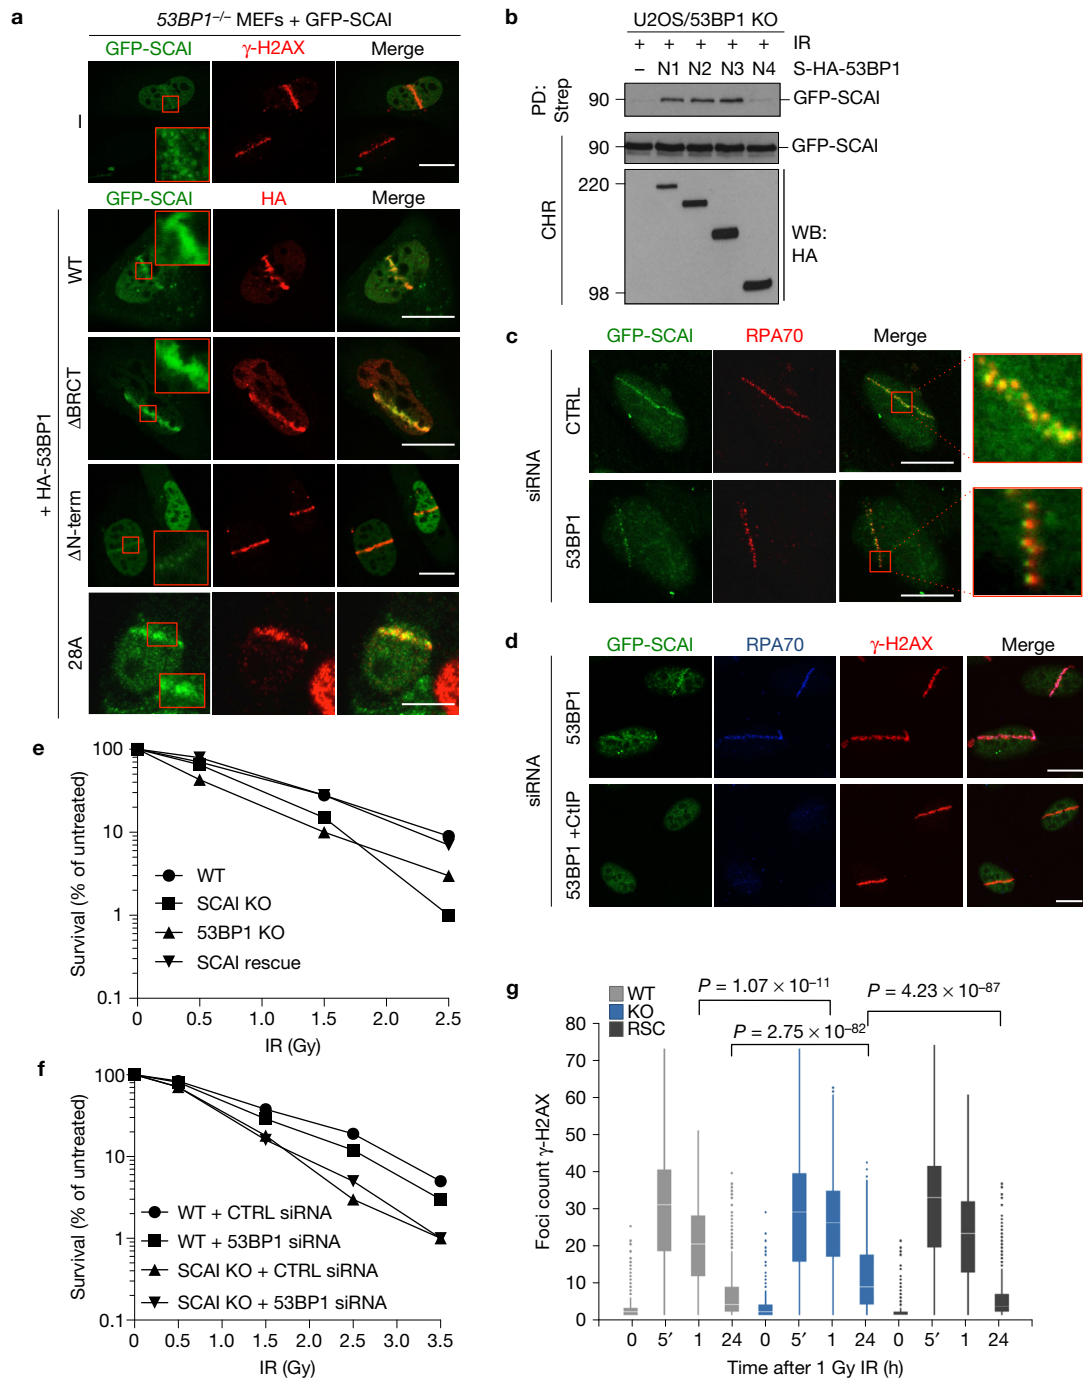 a
53BP1–/– MEFs + GFP-SCAI
GFP-SCAI γ-H2AX Merge
–
GFP-SCAI HA Merge
+ HA-53BP1
WT
ΔBRCT
ΔN-term
28A
b
U2OS/53BP1 KO
+ + + + + IR
– N1 N2 N3 N4 S-HA-53BP1
PD: Strep
90 GFP-SCAI
CHR
90 GFP-SCAI
220
98
WB: HA
c
GFP-SCAI RPA70 Merge
siRNA
CTRL
53BP1
d
GFP-SCAI RPA70 γ-H2AX Merge
siRNA
53BP1
53BP1 +CtIP
e
Survival (% of untreated)
100
10
1
0.1
WT
SCAI KO
53BP1 KO
SCAI rescue
0 0.5 1.0 1.5 2.0 2.5
IR (Gy)
f
Survival (% of untreated)
100
10
1
0.1
WT + CTRL siRNA
WT + 53BP1 siRNA
SCAI KO + CTRL siRNA
SCAI KO + 53BP1 siRNA
0 0.5 1.0 1.5 2.0 2.5 3.0 3.5
IR (Gy)
g
WT
KO
RSC
P = 1.07 × 10–11
P = 4.23 × 10–87
P = 2.75 × 10–82
Foci count γ-H2AX
80
70
60
50
40
30
20
10
0
0 5′ 1 24 0 5′ 1 24 0 5′ 1 24
Time after 1 Gy IR (h)